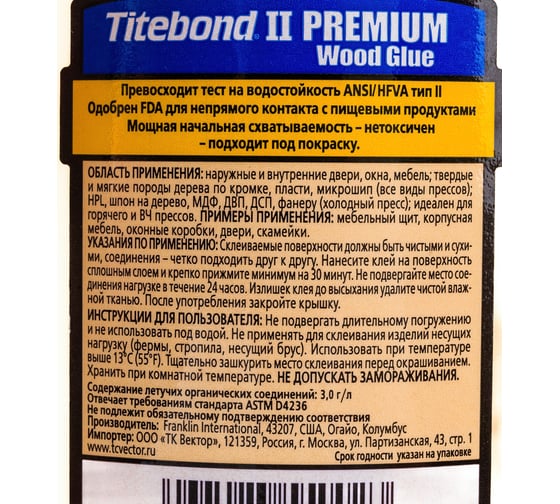 Titebond® II PREMIUM
Wood Glue
Превосходит тест на водостойкость ANSI/HFVA тип II
Одобрен FDA для непрямого контакта с пищевыми продуктами
Мощная начальная схватываемость – нетоксичен
– подходит под покраску.
ОБЛАСТЬ ПРИМЕНЕНИЯ: наружные и внутренние двери, окна, мебель; твердые
и мягкие породы дерева по кромке, пласти, микрошип (все виды прессов);
HPL, шпон на дерево, МДФ, ДВП, ДСП, фанеру (холодный пресс); идеален для
горячего и ВЧ прессов. ПРИМЕРЫ ПРИМЕНЕНИЯ: мебельный щит, корпусная
мебель, оконные коробки, двери, скамейки.
УКАЗАНИЯ ПО ПРИМЕНЕНИЮ: Склеиваемые поверхности должны быть чистыми и сухи-
ми, соединения – четко подходить друг к другу. Нанесите клей на поверхность
сплошным слоем и крепко прижмите минимум на 30 минут. Не подвергайте место сое-
динения нагрузке в течение 24 часов. Излишек клея до высыхания удалите чистой влаж-
ной тканью. После употребления закройте крышку.
ИНСТРУКЦИИ ДЛЯ ПОЛЬЗОВАТЕЛЯ: Не подвергать длительному погружению
и не использовать под водой. Не применять для склеивания изделий несущих
нагрузку (фермы, стропила, несущий брус). Использовать при температуре
выше 13°C (55°F). Тщательно зашкурить место склеивания перед окрашиванием.
Хранить при комнатной температуре. НЕ ДОПУСКАТЬ ЗАМОРАЖИВАНИЯ.
Содержание летучих органических соединений: 3,0 г/л
Отвечает требованиям стандарта ASTM D4236
Не подлежит обязательному подтверждению соответствия
Производитель: Franklin International, 43207, США, Огайо, Колумбус
Импортер: ООО «ТК Вектор», 121359, Россия, г. Москва, ул. Партизанская, 43, стр. 1
www.tcvector.ru Срок годности указан на упаковке